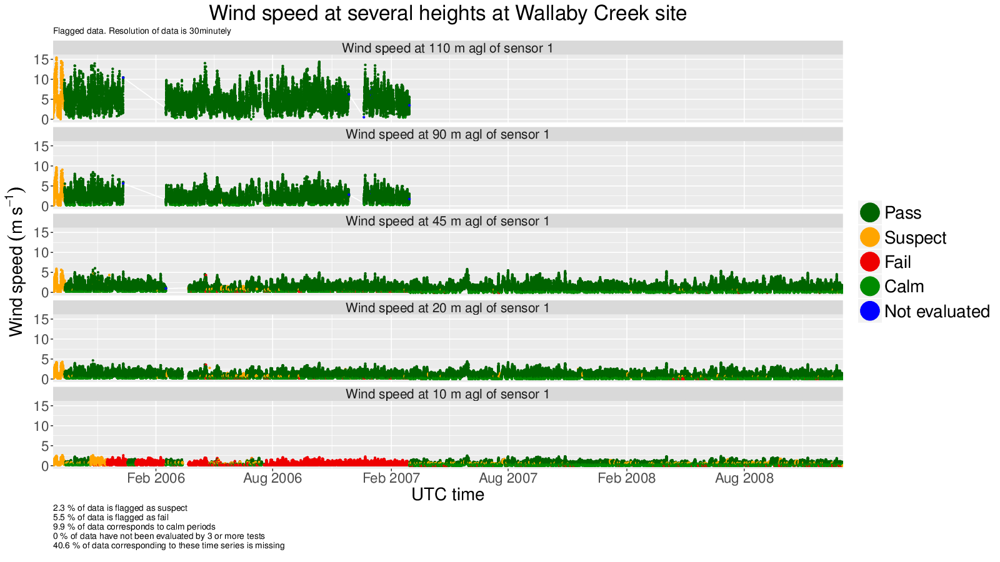 Wind speed at several heights at Wallaby Creek site
Flagged data. Resolution of data is 30minutely
Wind speed at 110 m agl of sensor 1
15
10
5
0
Wind speed at 90 m agl of sensor 1
15
10
5
0
Wind speed at 45 m agl of sensor 1
15
10
5
0
Wind speed at 20 m agl of sensor 1
15
10
5
0
Wind speed at 10 m agl of sensor 1
15
10
5
0
Wind speed (m s⁻¹)
Feb 2006 Aug 2006 Feb 2007 Aug 2007 Feb 2008 Aug 2008
UTC time
Pass
Suspect
Fail
Calm
Not evaluated
2.3 % of data is flagged as suspect
5.5 % of data is flagged as fail
9.9 % of data corresponds to calm periods
0 % of data have not been evaluated by 3 or more tests
40.6 % of data corresponding to these time series is missing